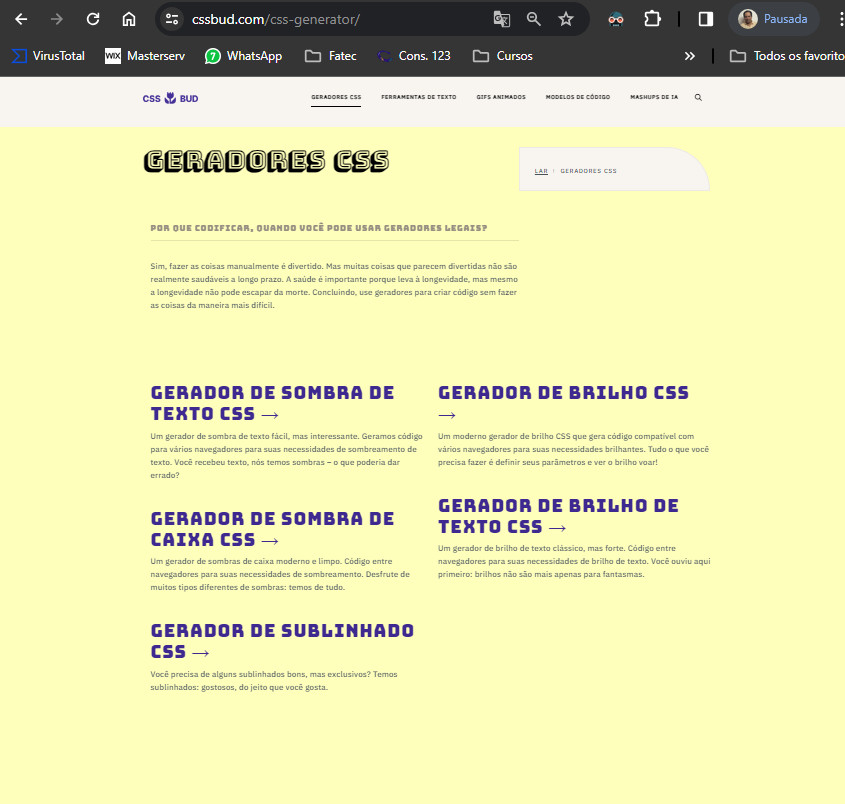 cssbud.com/css-generator/
Pausada
VirusTotal
WiX Masterserv
7 WhatsApp
Fatec
Cons. 123
Cursos
»
Todos os favorito
CSS BUD
GERADORES CSS
FERRAMENTAS DE TEXTO
GIFS ANIMADOS
MODELOS DE CÓDIGO
MASHUPS DE IA
GERADORES CSS
LAR › GERADORES CSS
POR QUE CODIFICAR, QUANDO VOCÊ PODE USAR GERADORES LEGAIS?
Sim, fazer as coisas manualmente é divertido. Mas muitas coisas que parecem divertidas não são
realmente saudáveis a longo prazo. A saúde é importante porque leva à longevidade, mas mesmo
a longevidade não pode escapar da morte. Concluindo, use geradores para criar código sem fazer
as coisas da maneira mais difícil.
GERADOR DE SOMBRA DE
TEXTO CSS →
Um gerador de sombra de texto fácil, mas interessante. Geramos código
para vários navegadores para suas necessidades de sombreamento de
texto. Você recebeu texto, nós temos sombras – o que poderia dar
errado?
GERADOR DE SOMBRA DE
CAIXA CSS →
Um gerador de sombras de caixa moderno e limpo. Código entre
navegadores para suas necessidades de sombreamento. Desfrute de
muitos tipos diferentes de sombras: temos de tudo.
GERADOR DE SUBLINHADO
CSS →
Você precisa de alguns sublinhados bons, mas exclusivos? Temos
sublinhados: gostosos, do jeito que você gosta.
GERADOR DE BRILHO CSS
→
Um moderno gerador de brilho CSS que gera código compatível com
vários navegadores para suas necessidades brilhantes. Tudo o que você
precisa fazer é definir seus parâmetros e ver o brilho voar!
GERADOR DE BRILHO DE
TEXTO CSS →
Um gerador de brilho de texto clássico, mas forte. Código entre
navegadores para suas necessidades de brilho de texto. Você ouviu aqui
primeiro: brilhos não são mais apenas para fantasmas.